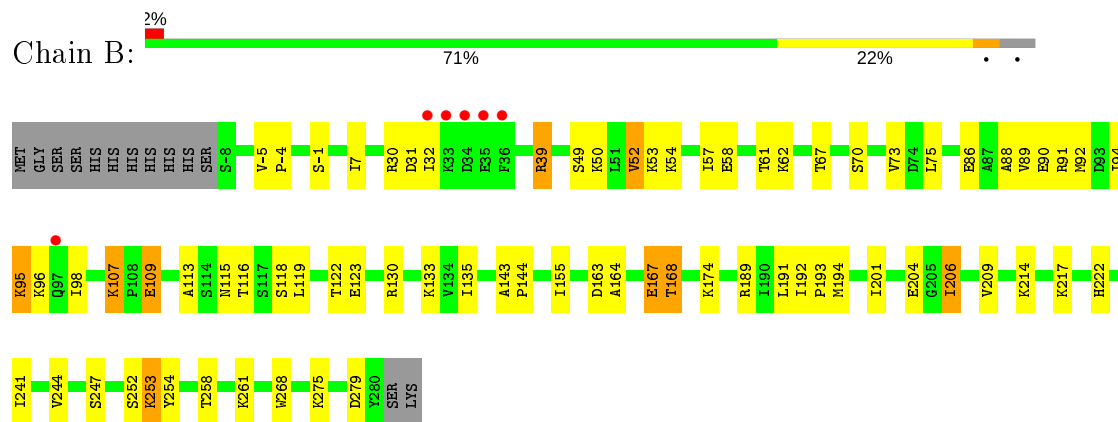 2%
Chain B:
71% 22% • •
MET GLY SER SER HIS HIS HIS HIS HIS HIS SER S-8 V-5 P-4 S-1 I7 R30 D31 I32 K33 D34 E35 F36 R39 S49 K50 L51 V52 K53 K54 I57 E58 T61 K62 T67 S70 V73 D74 L75 E86 A87 A88 V89 E90 R91 M92 D93 I94
K95 K96 Q97 I98 K107 P108 E109 A113 S114 N115 T116 S117 S118 L119 T122 E123 R130 K133 V134 I135 A143 P144 I155 D163 A164 E167 T168 K174 R189 I190 L191 I192 P193 M194 I201 E204 G205 I206 V209 K214 K217 H222
I241 V244 S247 S252 K253 Y254 T258 K261 W268 K275 D279 Y280 SER LYS